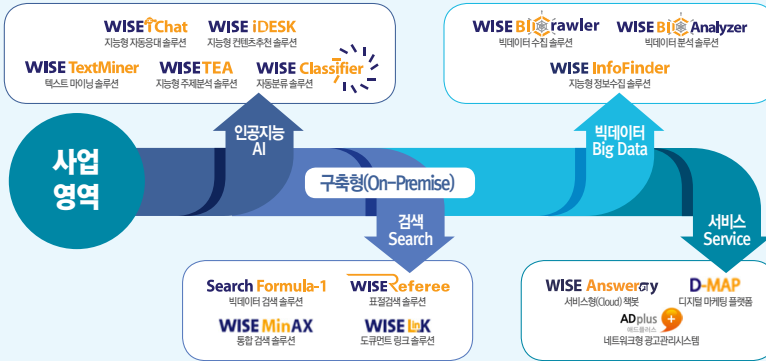 WISE iChat
지능형 자동응대 솔루션
WISE iDESK
지능형 컨텐츠추천 솔루션
WISE TextMiner
텍스트 마이닝 솔루션
WISE TEA
지능형 주제분석 솔루션
WISE Classifier
자동분류 솔루션
WISE BIG Crawler
빅데이터 수집 솔루션
WISE BIG Analyzer
빅데이터 분석 솔루션
WISE InfoFinder
지능형 정보수집 솔루션
인공지능
AI
빅데이터
Big Data
사업
영역
구축형(On-Premise)
검색
Search
서비스
Service
Search Formula-1
빅데이터 검색 솔루션
WISE Referee
표절검색 솔루션
WISE MinAX
통합 검색 솔루션
WISE LinK
도큐먼트 링크 솔루션
WISE Answerny
서비스형(Cloud) 챗봇
D-MAP
디지털 마케팅 플랫폼
ADplus
애드플러스
네트워크형 광고관리시스템